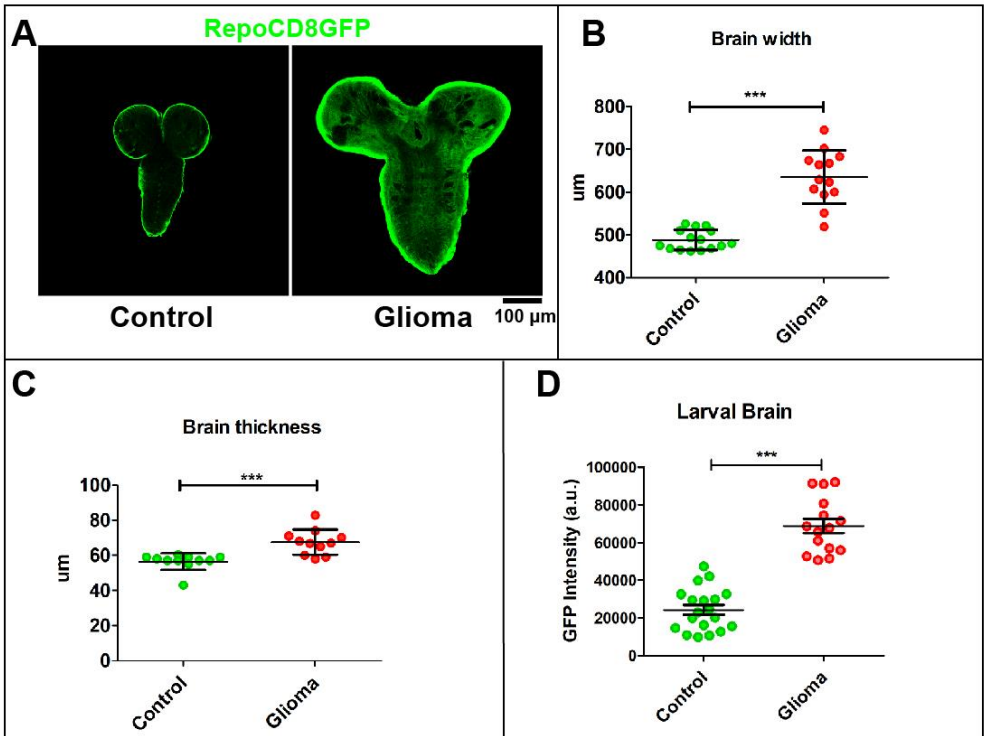 A
RepoCD8GFP
Control
Glioma
100 µm
B
Brain width
***
800
700
600
500
400
um
Control
Glioma
C
Brain thickness
***
100
80
60
40
20
0
um
Control
Glioma
D
Larval Brain
***
100000
80000
60000
40000
20000
0
GFP Intensity (a.u.)
Control
Glioma